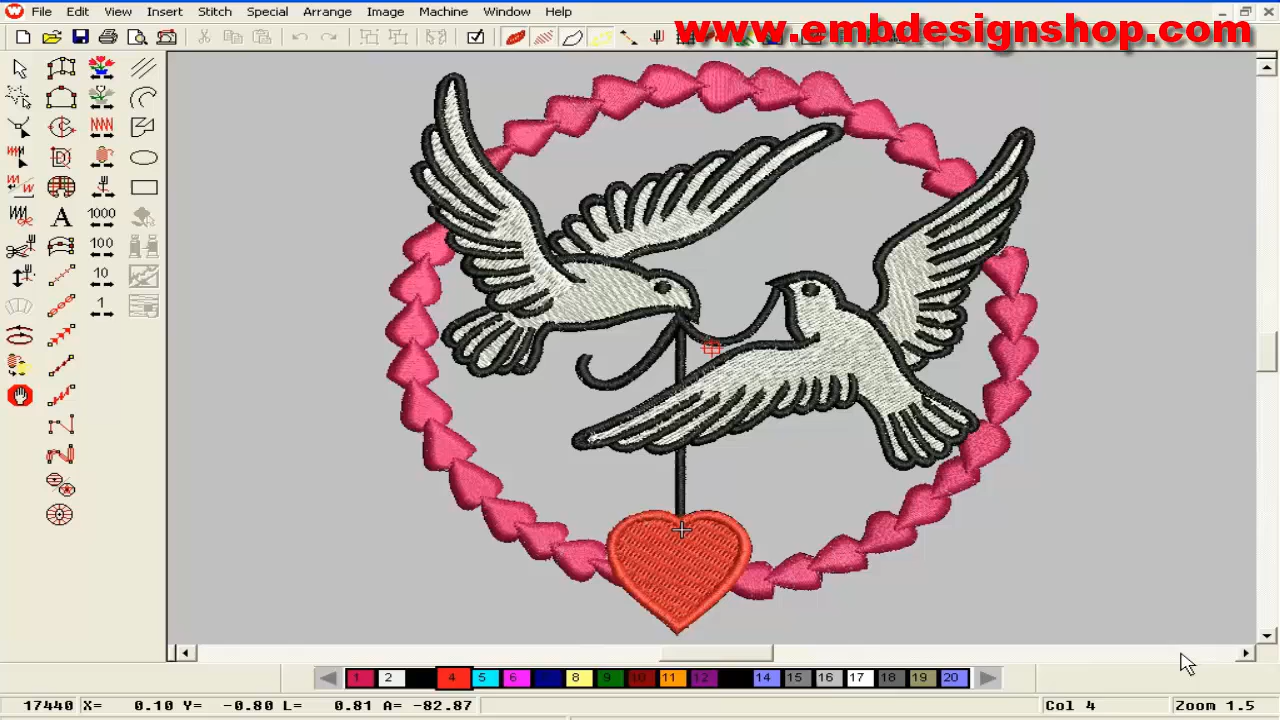 File Edit View Insert Stitch Special Arrange Image Machine Window Help
www.embdesignshop.com
A 1000
100
10
1
1 2 4 5 6 8 9 10 11 12 14 15 16 17 18 19 20
17440 X= 0.10 Y= -0.80 L= 0.81 A= -82.87 Col 4 Zoom 1.5